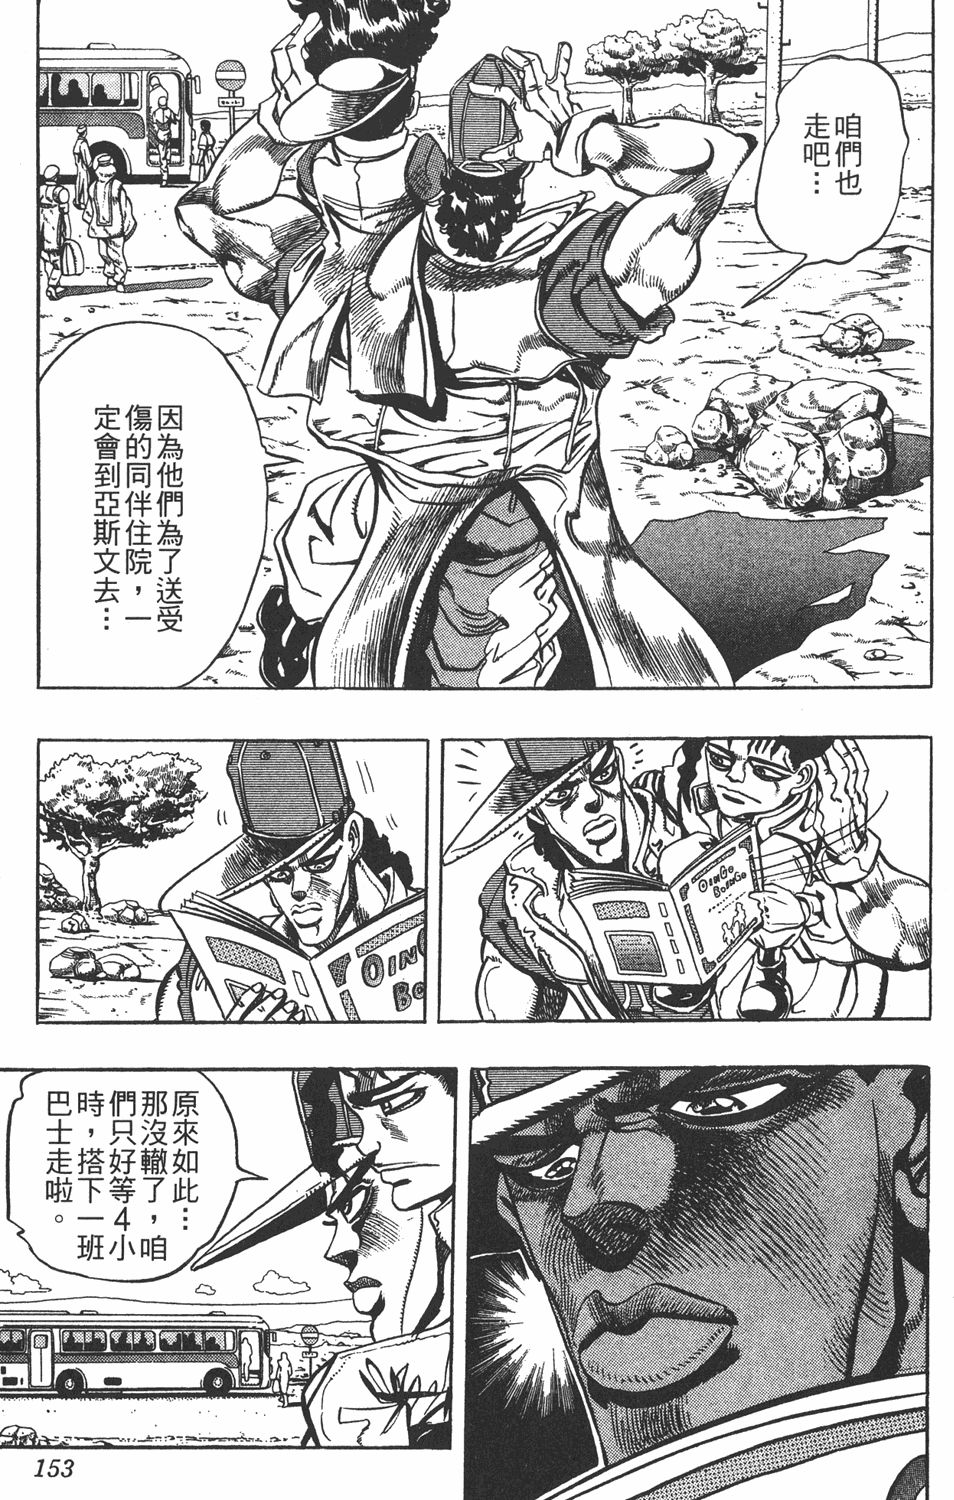 咱們也
走吧…
因為他們為了送受
傷的同伴住院，一
定會到亞斯文去…
OINGO
BOINGO
OINGO
BOINGO
原來如此…
那沒轍了，咱
們只好等4小
時，搭下一班
巴士走啦。
153